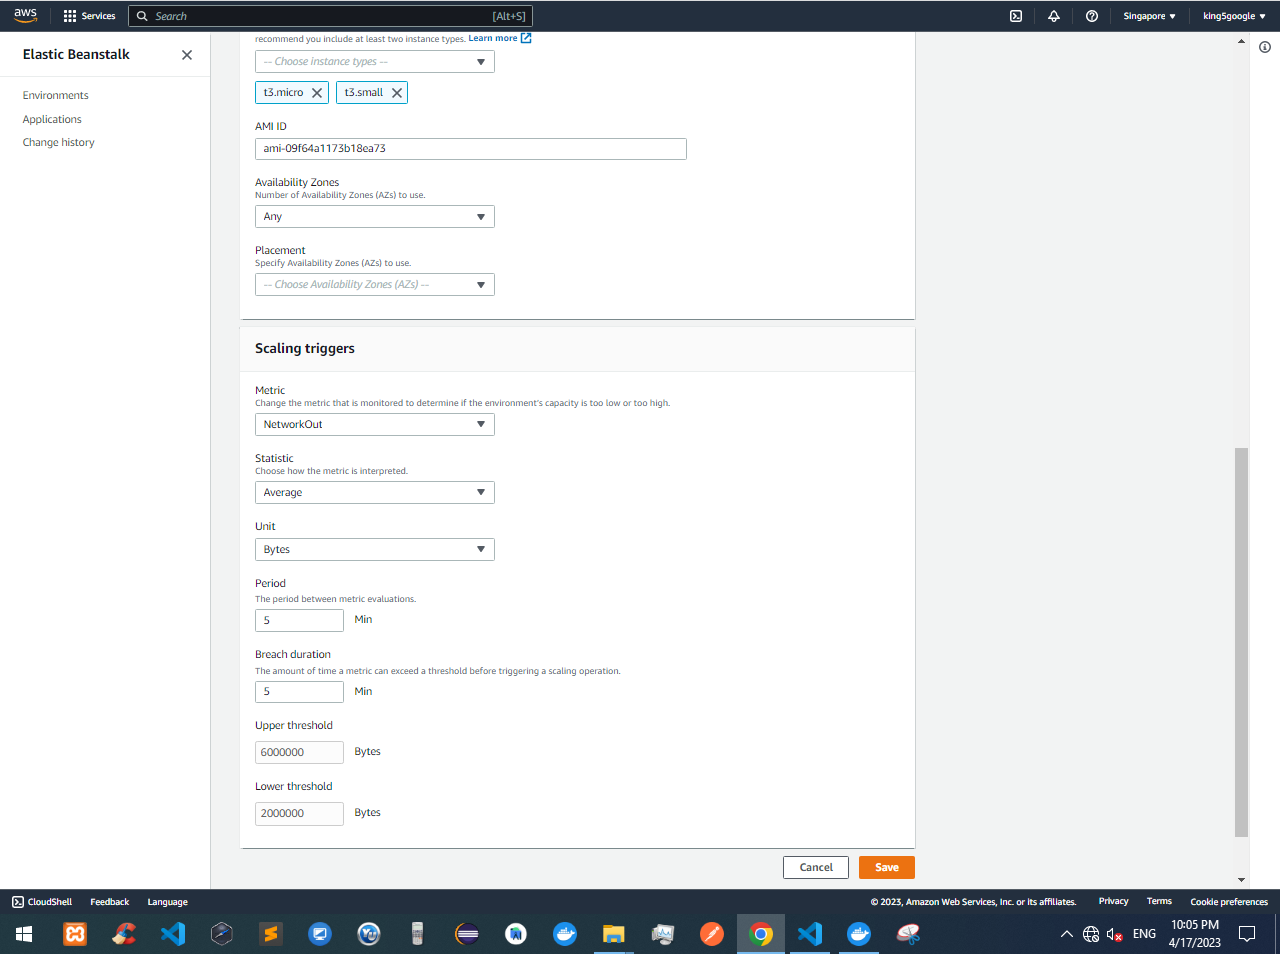 aws
Services
Search
[Alt+S]
Singapore
king5google
Elastic Beanstalk
Environments
Applications
Change history
recommend you include at least two instance types. Learn more
-- Choose instance types --
t3.micro
t3.small
AMI ID
ami-09f64a1173b18ea73
Availability Zones
Number of Availability Zones (AZs) to use.
Any
Placement
Specify Availability Zones (AZs) to use.
-- Choose Availability Zones (AZs) --
Scaling triggers
Metric
Change the metric that is monitored to determine if the environment's capacity is too low or too high.
NetworkOut
Statistic
Choose how the metric is interpreted.
Average
Unit
Bytes
Period
The period between metric evaluations.
5 Min
Breach duration
The amount of time a metric can exceed a threshold before triggering a scaling operation.
5 Min
Upper threshold
6000000 Bytes
Lower threshold
2000000 Bytes
Cancel
Save
CloudShell
Feedback
Language
© 2023, Amazon Web Services, Inc. or its affiliates.
Privacy
Terms
Cookie preferences
ENG
10:05 PM
4/17/2023